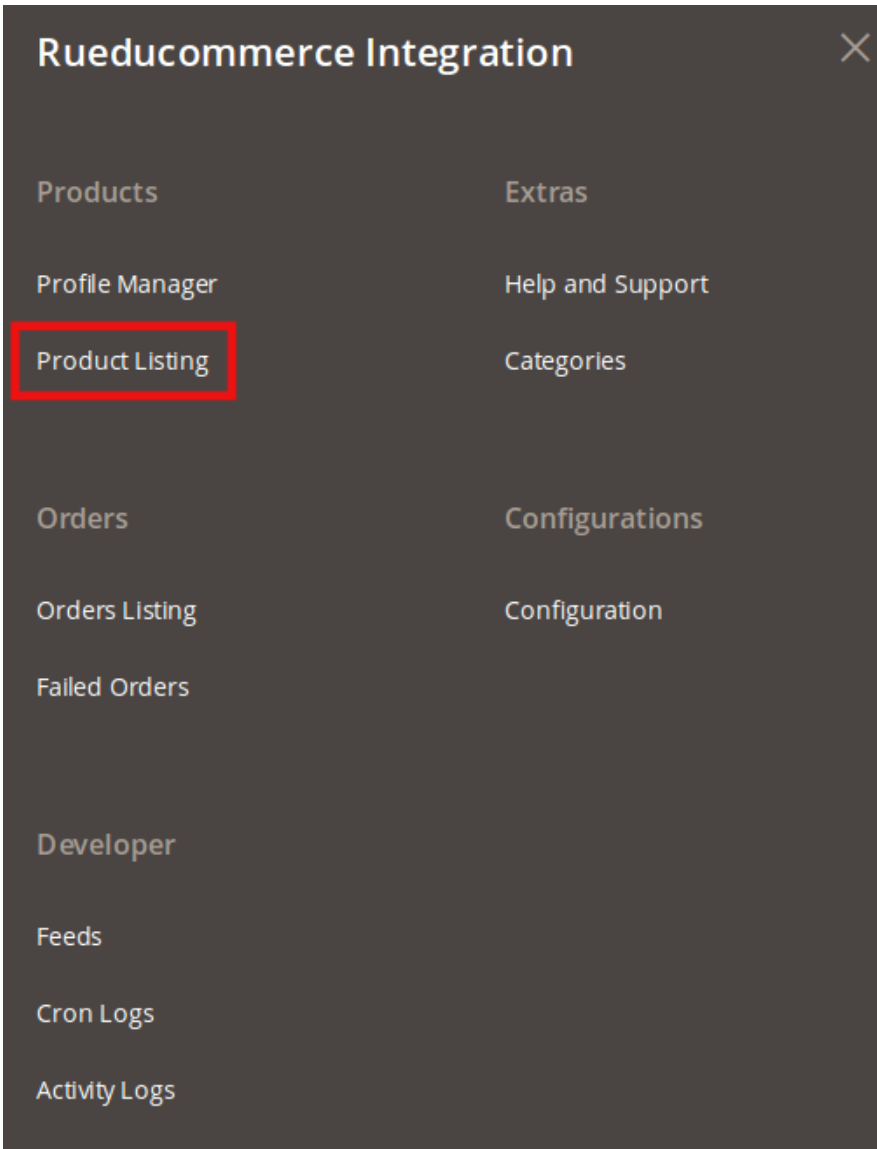 Rueducommerce Integration
Products
Profile Manager
Product Listing
Extras
Help and Support
Categories
Orders
Orders Listing
Failed Orders
Configurations
Configuration
Developer
Feeds
Cron Logs
Activity Logs